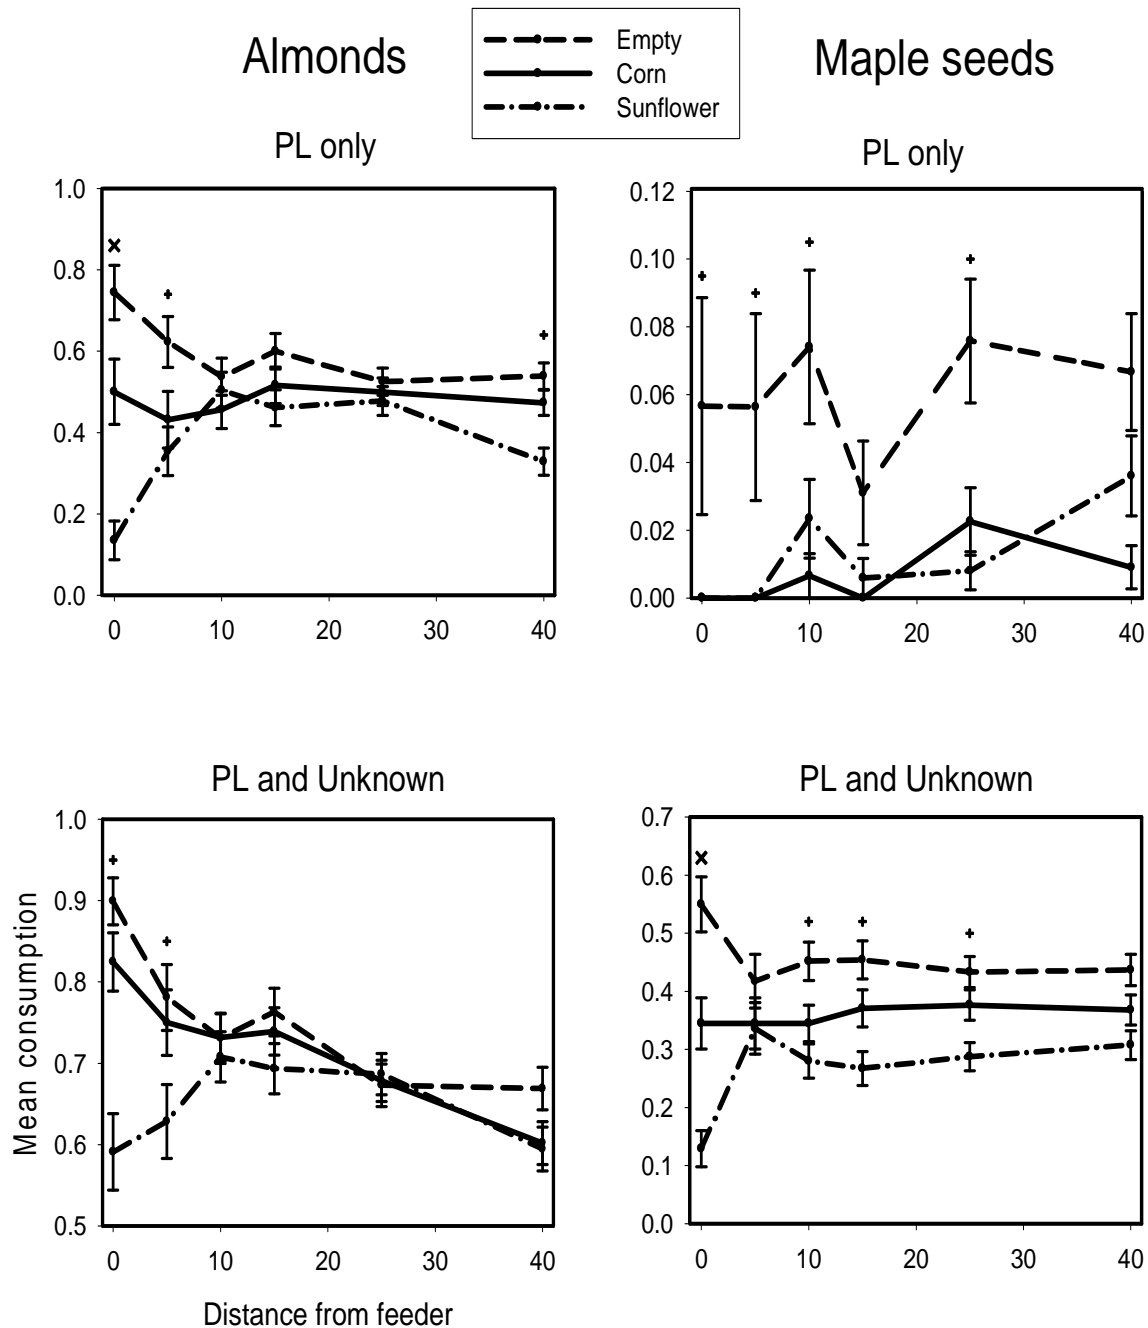 Almonds
Empty
Corn
Sunflower
Maple seeds
PL only
1.0
0.8
0.6
0.4
0.2
0.0
0 10 20 30 40
PL only
0.12
0.10
0.08
0.06
0.04
0.02
0.00
0 10 20 30 40
PL and Unknown
1.0
0.9
0.8
0.7
0.6
0.5
0 10 20 30 40
Mean consumption
Distance from feeder
PL and Unknown
0.7
0.6
0.5
0.4
0.3
0.2
0.1
0.0
0 10 20 30 40